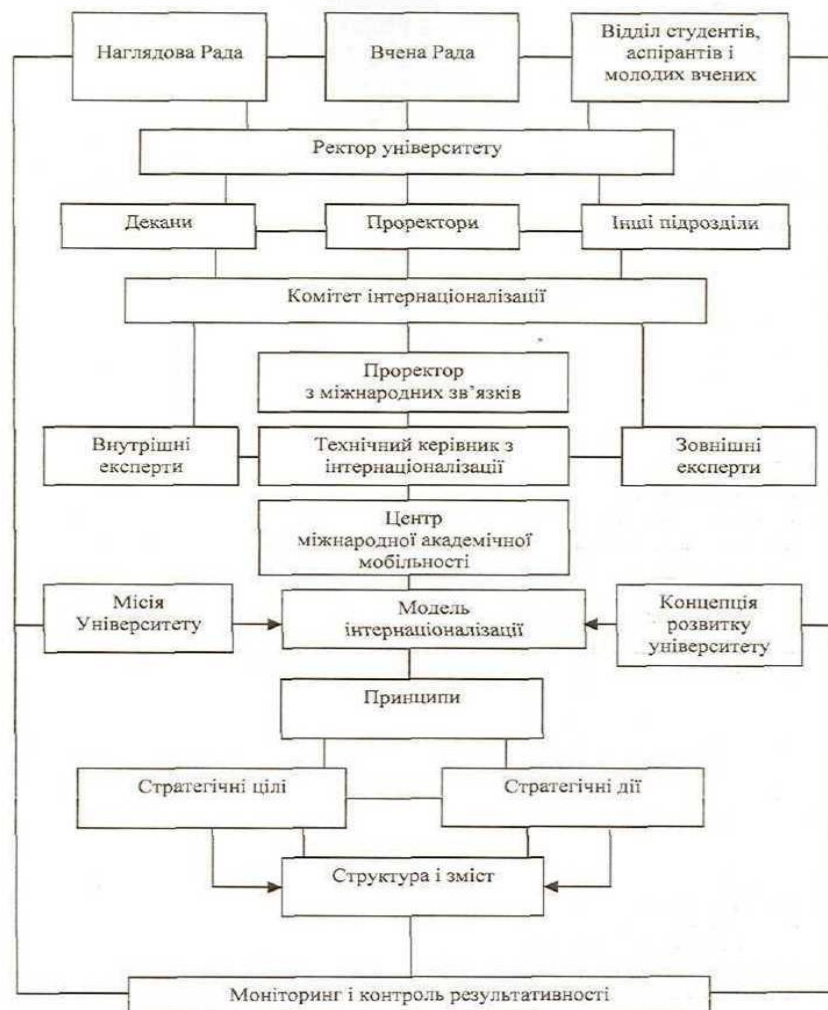 Наглядова Рада
Вчена Рада
Відділ студентів,
аспірантів і
молодих вчених
Ректор університету
Декани
Проректори
Інші підрозділи
Комітет інтернаціоналізації
Проректор
з міжнародних зв’язків
Внутрішні
експерти
Технічний керівник з
інтернаціоналізації
Зовнішні
експерти
Центр
міжнародної академічної
мобільності
Місія
Університету
Модель
інтернаціоналізації
Концепція
розвитку
університету
Принципи
Стратегічні цілі
Стратегічні дії
Структура і зміст
Моніторинг і контроль результативності